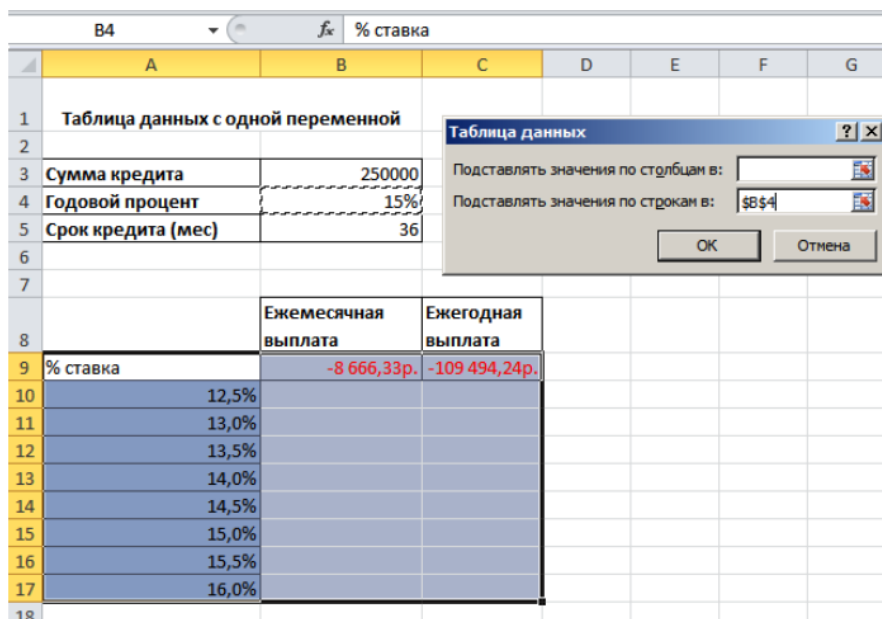 B4 fx % ставка
A B C D E F G
1 Таблица данных с одной переменной
2
3 Сумма кредита 250000
4 Годовой процент 15%
5 Срок кредита (мес) 36
6
7
8 Ежемесячная выплата Ежегодная выплата
9 % ставка -8 666,33р. -109 494,24р.
10 12,5%
11 13,0%
12 13,5%
13 14,0%
14 14,5%
15 15,0%
16 15,5%
17 16,0%
18
Таблица данных ? X
Подставлять значения по столбцам в:
Подставлять значения по строкам в: $B$4
ОК Отмена